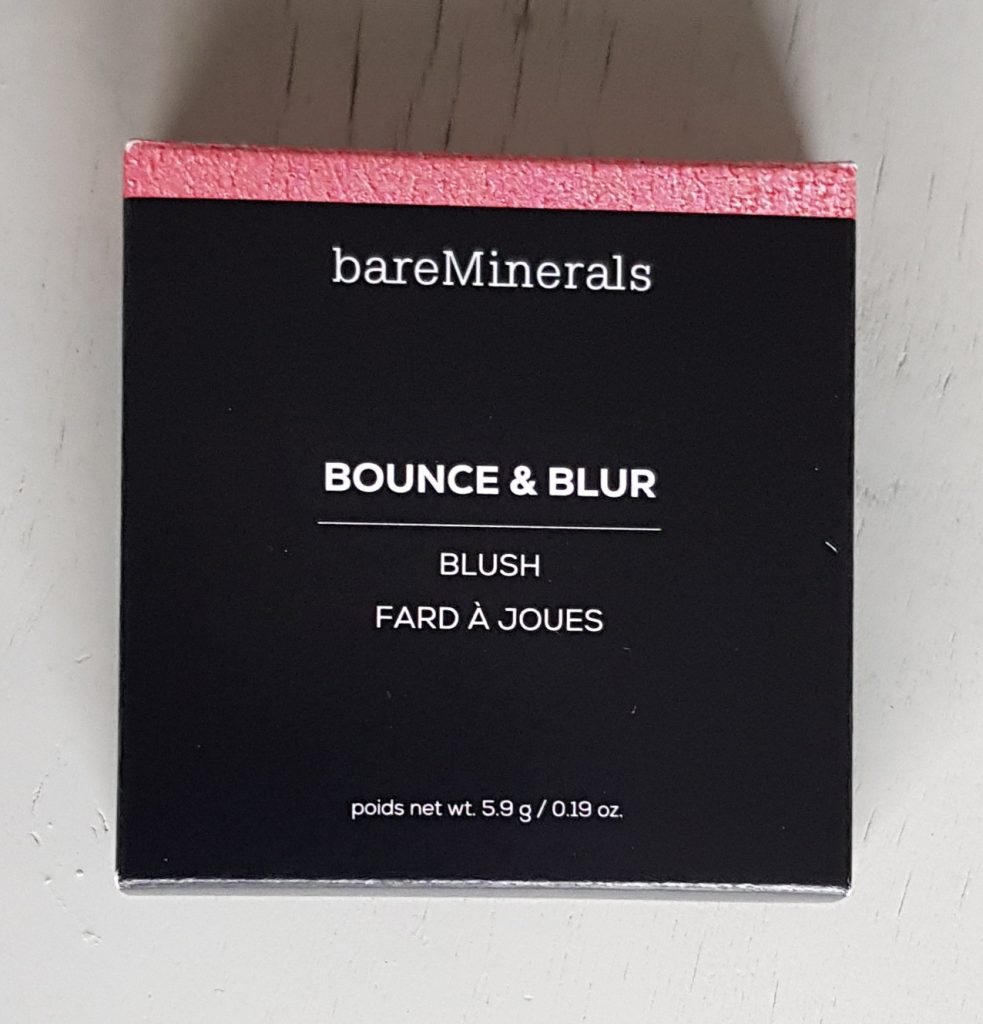 bareMinerals
BOUNCE & BLUR
BLUSH
FARD À JOUES
poids net wt. 5.9 g / 0.19 oz.